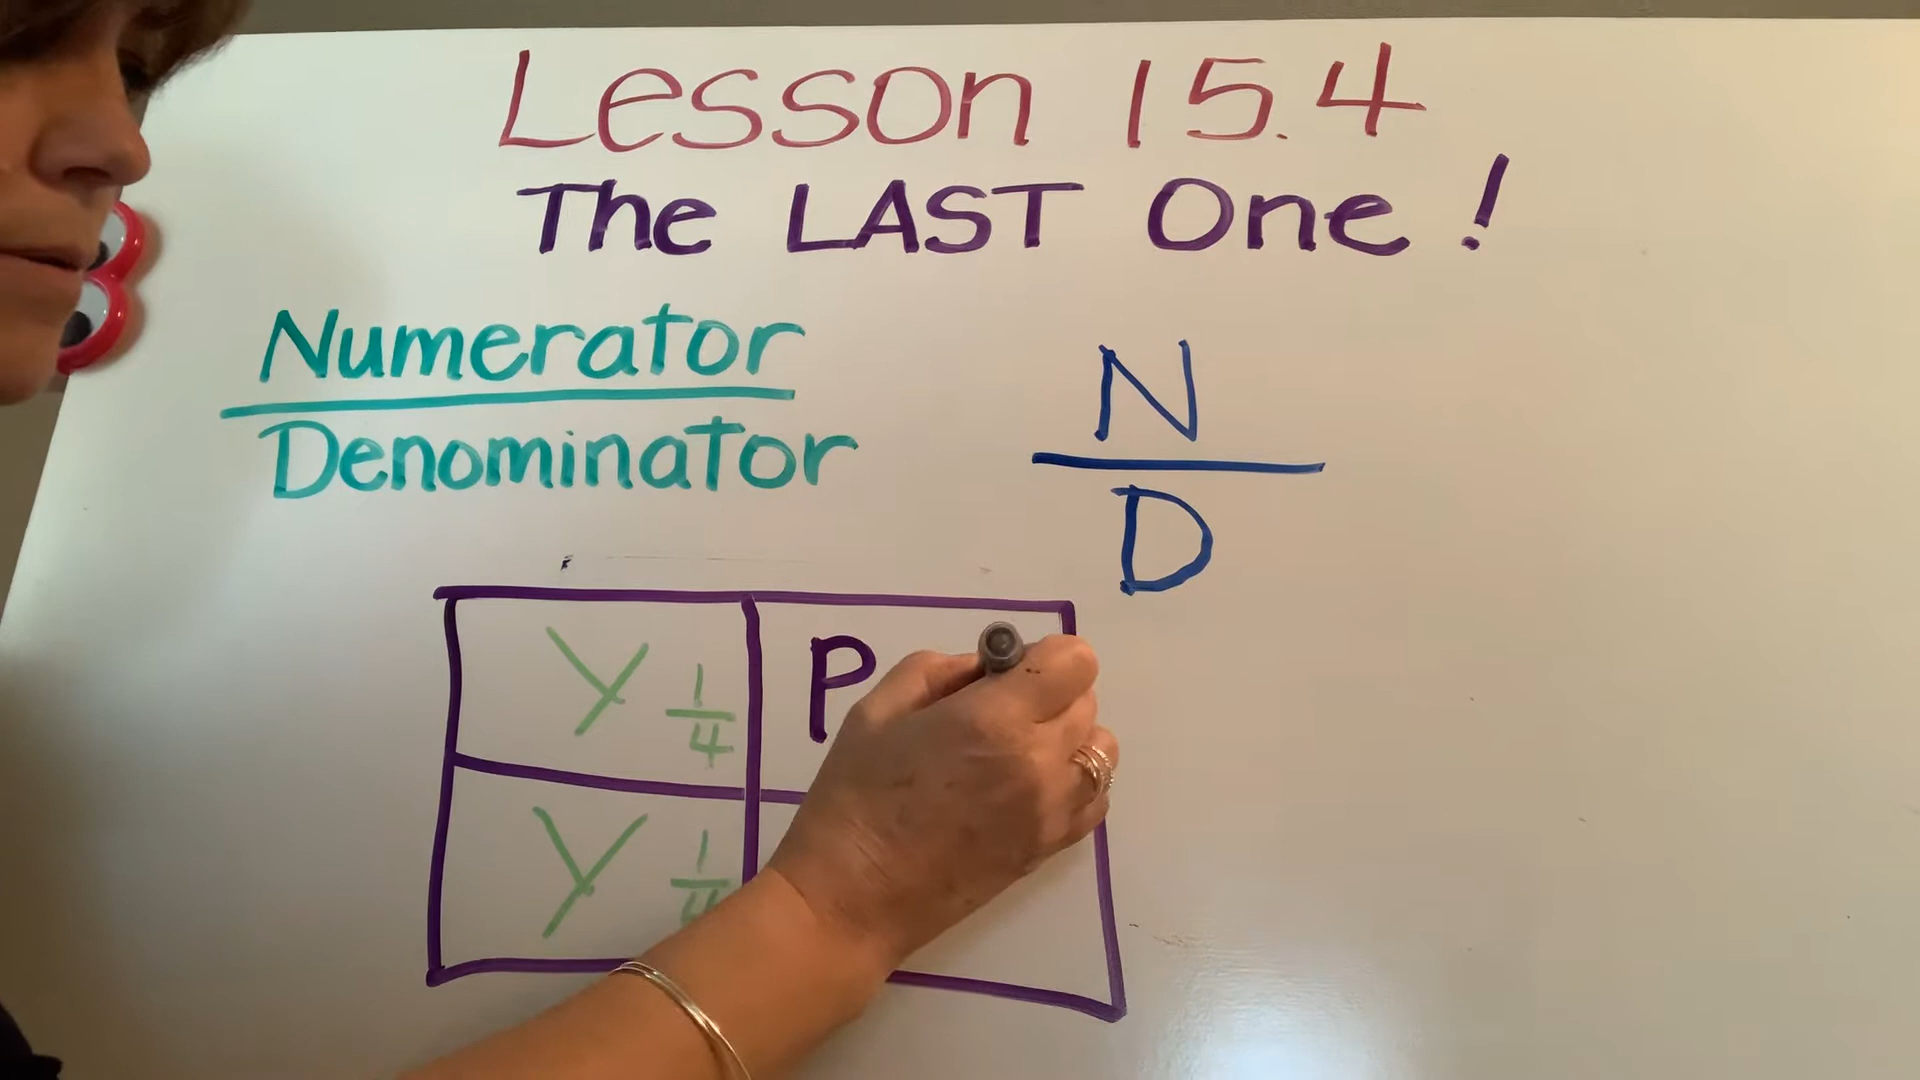 Lesson 15.4
The LAST One!
Numerator
Denominator
N
D
Y 1/4
P
Y 1/4